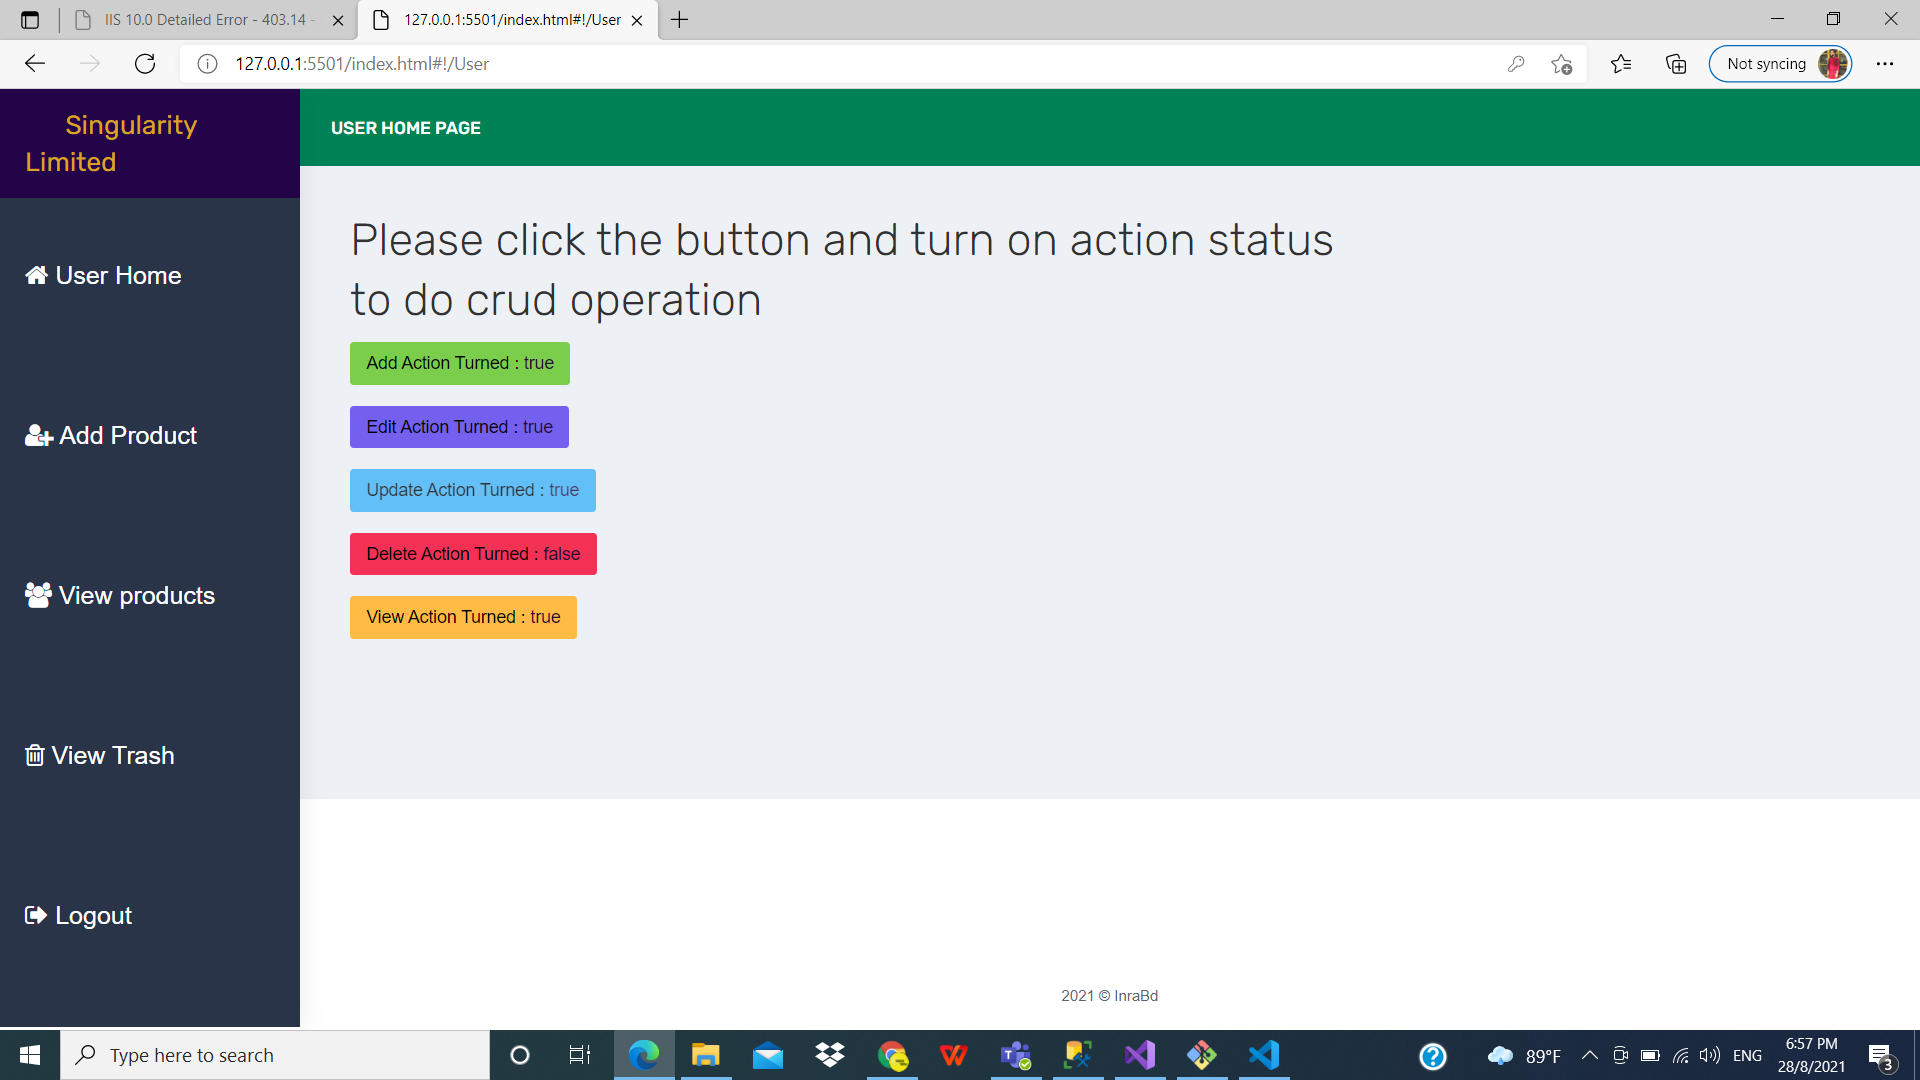 IIS 10.0 Detailed Error - 403.14 -
127.0.0.1:5501/index.html#!/User
127.0.0.1:5501/index.html#!/User
Not syncing
Singularity
Limited
USER HOME PAGE
User Home
Add Product
View products
View Trash
Logout
Please click the button and turn on action status
to do crud operation
Add Action Turned : true
Edit Action Turned : true
Update Action Turned : true
Delete Action Turned : false
View Action Turned : true
2021 © InraBd
Type here to search
89°F
ENG
6:57 PM
28/8/2021
3